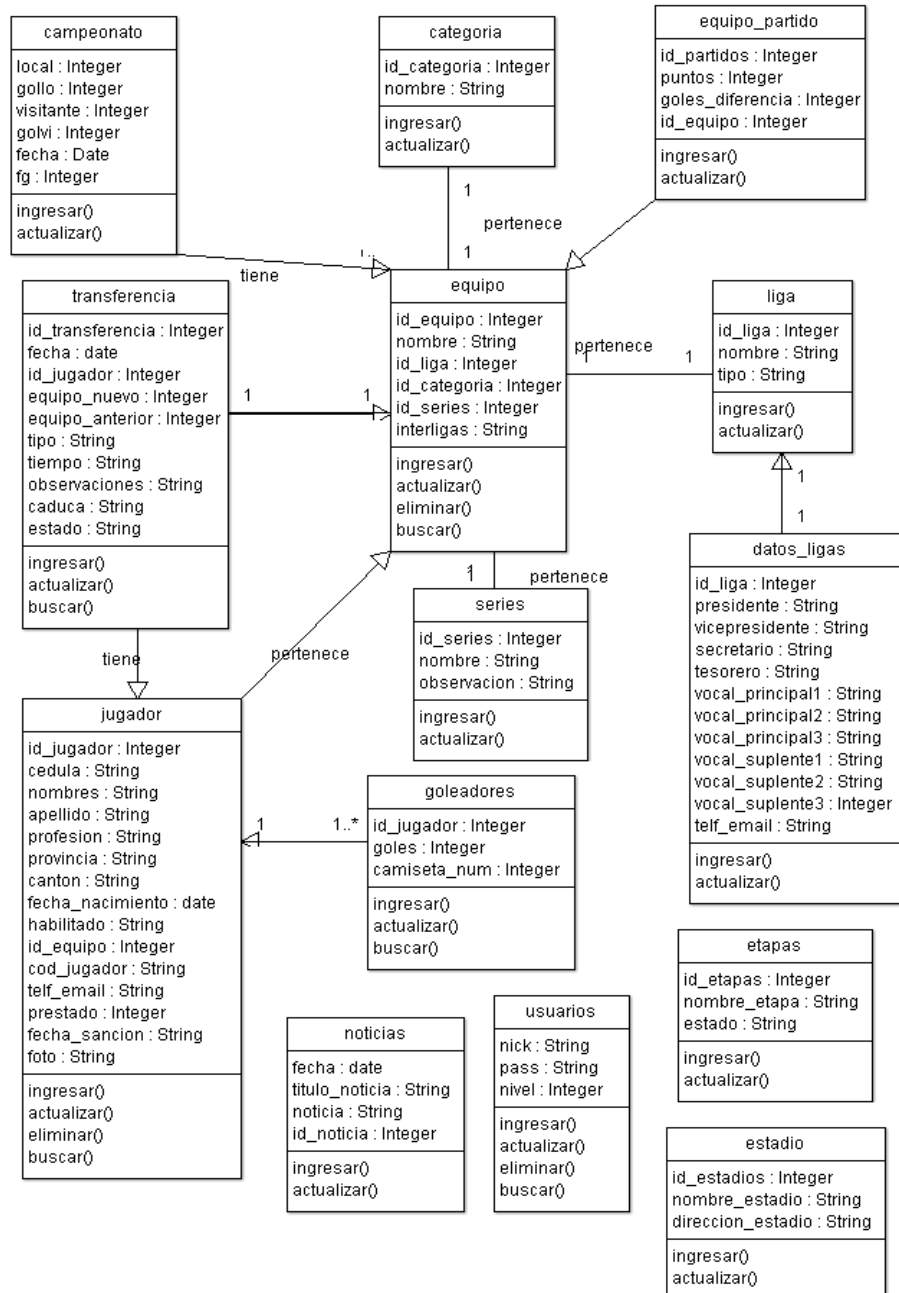 campeonato
local : Integer
gollo : Integer
visitante : Integer
golvi : Integer
fecha : Date
fg : Integer
ingresar()
actualizar()
categoria
id_categoria : Integer
nombre : String
ingresar()
actualizar()
equipo_partido
id_partidos : Integer
puntos : Integer
goles_diferencia : Integer
id_equipo : Integer
ingresar()
actualizar()
1
1
pertenece
tiene
1..
transferencia
id_transferencia : Integer
fecha : date
id_jugador : Integer
equipo_nuevo : Integer
equipo_anterior : Integer
tipo : String
tiempo : String
observaciones : String
caduca : String
estado : String
ingresar()
actualizar()
buscar()
1
1
equipo
id_equipo : Integer
nombre : String
id_liga : Integer
id_categoria : Integer
id_series : Integer
interligas : String
ingresar()
actualizar()
eliminar()
buscar()
pertenece
1
1
liga
id_liga : Integer
nombre : String
tipo : String
ingresar()
actualizar()
1
1
datos_ligas
id_liga : Integer
presidente : String
vicepresidente : String
secretario : String
tesorero : String
vocal_principal1 : String
vocal_principal2 : String
vocal_principal3 : String
vocal_suplente1 : String
vocal_suplente2 : String
vocal_suplente3 : Integer
telf_email : String
ingresar()
actualizar()
1
1
pertenece
series
id_series : Integer
nombre : String
observacion : String
ingresar()
actualizar()
tiene
pertenece
jugador
id_jugador : Integer
cedula : String
nombres : String
apellido : String
profesion : String
provincia : String
canton : String
fecha_nacimiento : date
habilitado : String
id_equipo : Integer
cod_jugador : String
telf_email : String
prestado : Integer
fecha_sancion : String
foto : String
ingresar()
actualizar()
eliminar()
buscar()
1
1..*
goleadores
id_jugador : Integer
goles : Integer
camiseta_num : Integer
ingresar()
actualizar()
buscar()
noticias
fecha : date
titulo_noticia : String
noticia : String
id_noticia : Integer
ingresar()
actualizar()
usuarios
nick : String
pass : String
nivel : Integer
ingresar()
actualizar()
eliminar()
buscar()
etapas
id_etapas : Integer
nombre_etapa : String
estado : String
ingresar()
actualizar()
estadio
id_estadios : Integer
nombre_estadio : String
direccion_estadio : String
ingresar()
actualizar()